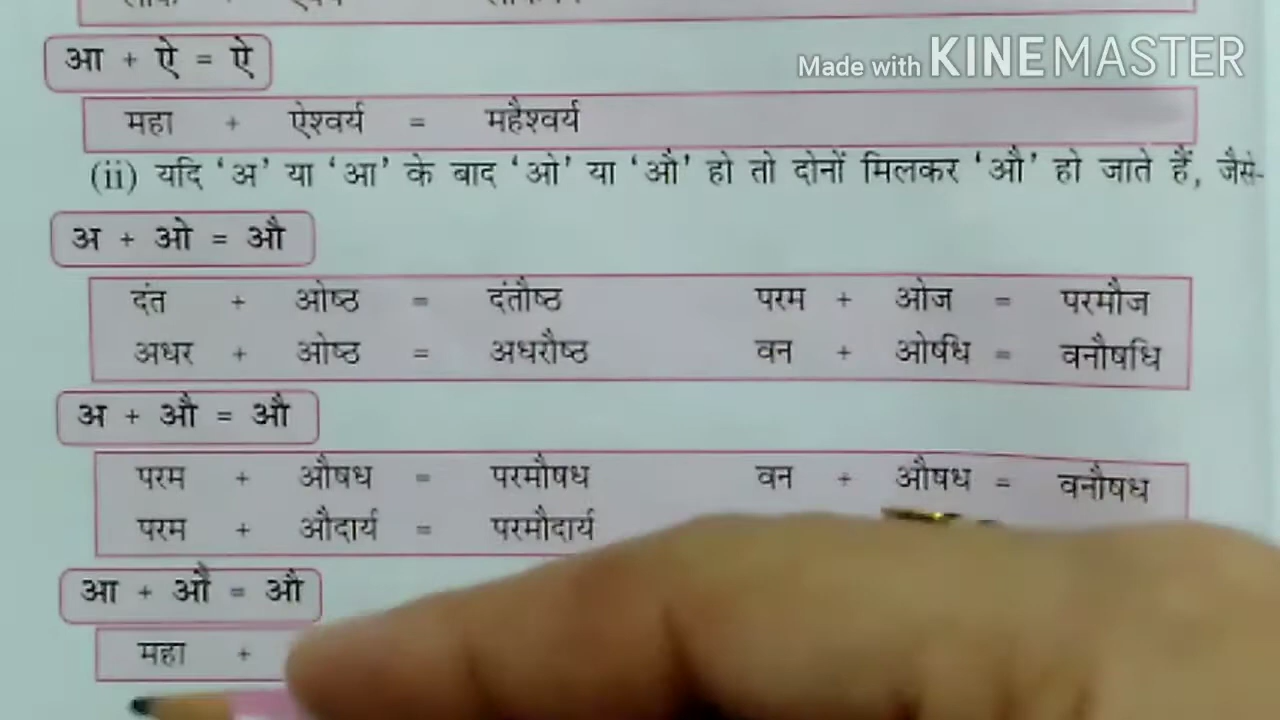 Made with KINEMASTER
आ + ऐ = ऐ
महा + ऐश्वर्य = महैश्वर्य
(ii) यदि ‘अ’ या ‘आ’ के बाद ‘ओ’ या ‘औ’ हो तो दोनों मिलकर ‘औ’ हो जाते हैं, जैसे-
अ + ओ = औ
दंत + ओष्ठ = दंतौष्ठ परम + ओज = परमौज
अधर + ओष्ठ = अधरौष्ठ वन + ओषधि = वनौषधि
अ + औ = औ
परम + औषध = परमौषध वन + औषध = वनौषध
परम + औदार्य = परमौदार्य
आ + औ = औ
महा +